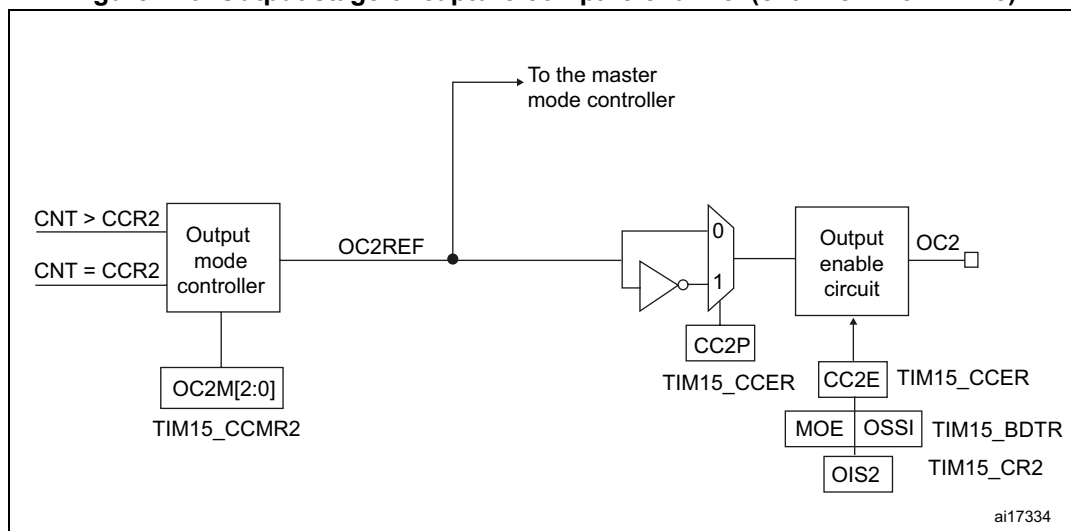 To the master
mode controller
CNT > CCR2
CNT = CCR2
Output
mode
controller
OC2REF
0
1
Output
enable
circuit
OC2
CC2P
TIM15_CCER
OC2M[2:0]
TIM15_CCMR2
CC2E
TIM15_CCER
MOE
OSSI
TIM15_BDTR
OIS2
TIM15_CR2
ai17334